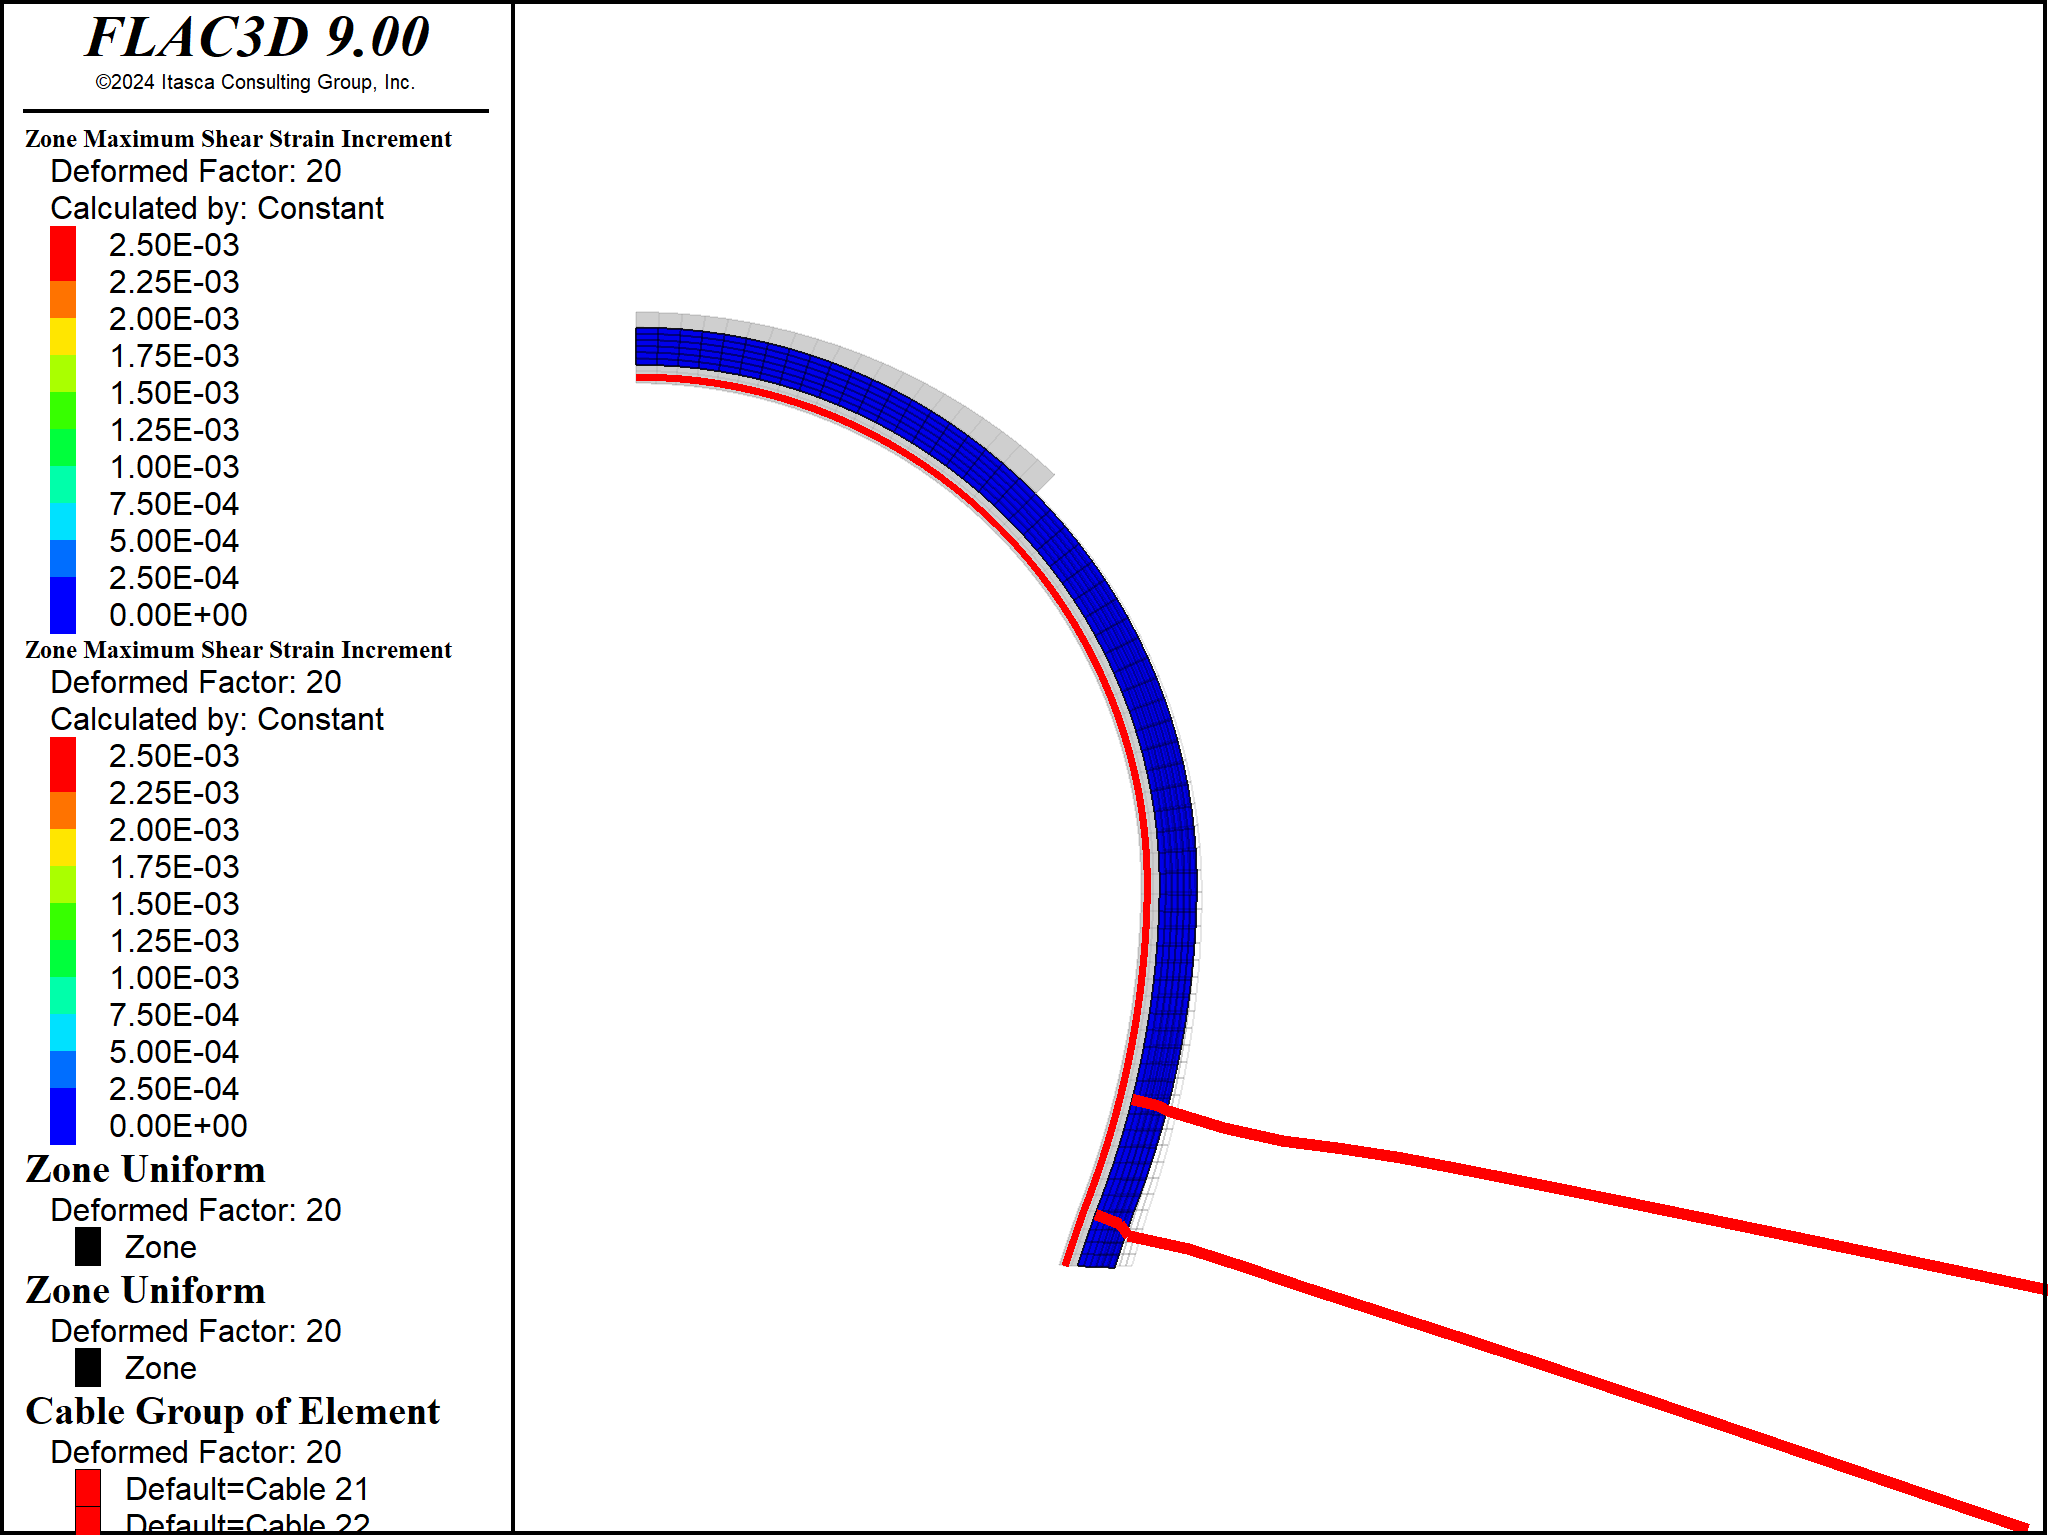 FLAC3D 9.00
©2024 Itasca Consulting Group, Inc.
Zone Maximum Shear Strain Increment
Deformed Factor: 20
Calculated by: Constant
2.50E-03
2.25E-03
2.00E-03
1.75E-03
1.50E-03
1.25E-03
1.00E-03
7.50E-04
5.00E-04
2.50E-04
0.00E+00
Zone Maximum Shear Strain Increment
Deformed Factor: 20
Calculated by: Constant
2.50E-03
2.25E-03
2.00E-03
1.75E-03
1.50E-03
1.25E-03
1.00E-03
7.50E-04
5.00E-04
2.50E-04
0.00E+00
Zone Uniform
Deformed Factor: 20
Zone
Zone Uniform
Deformed Factor: 20
Zone
Cable Group of Element
Deformed Factor: 20
Default=Cable 21
Default=Cable 22